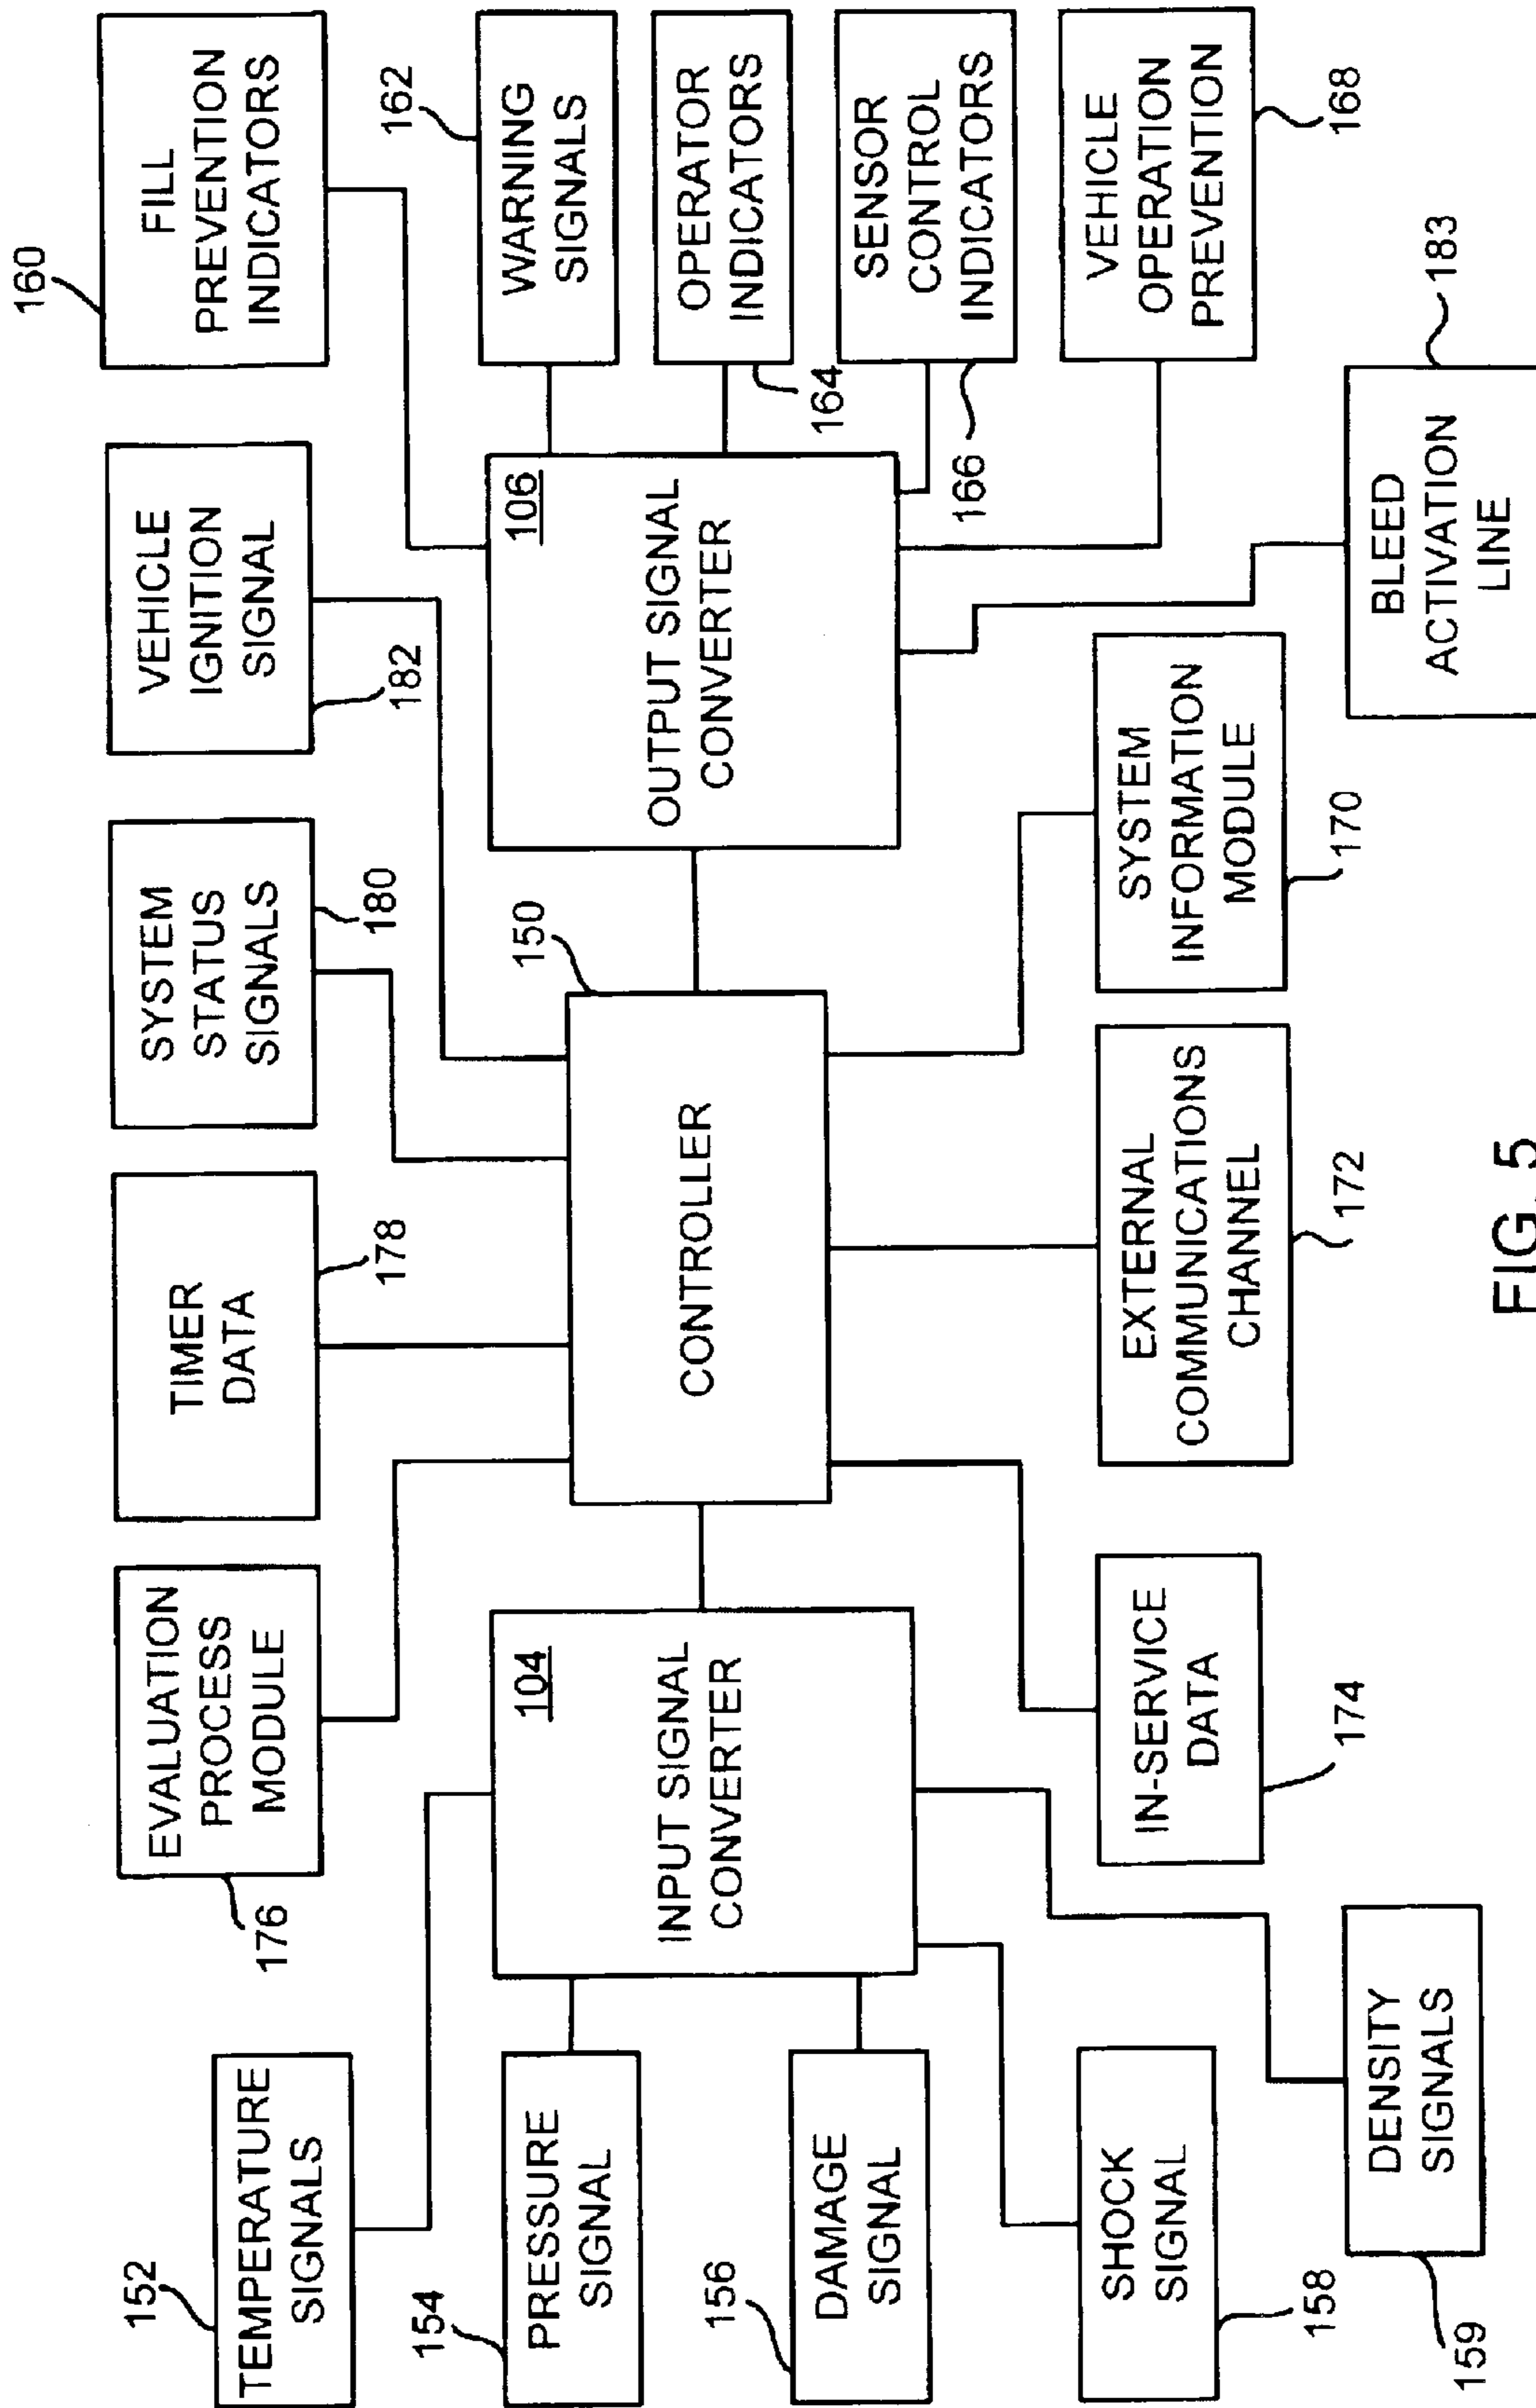 152
TEMPERATURE
SIGNALS
154
PRESSURE
SIGNAL
156
DAMAGE
SIGNAL
SHOCK
SIGNAL
158
DENSITY
SIGNALS
159
EVALUATION
PROCESS
MODULE
176
104
INPUT SIGNAL
CONVERTER
IN-SERVICE
DATA
174
TIMER
DATA
178
SYSTEM
STATUS
SIGNALS
180
150
CONTROLLER
EXTERNAL
COMMUNICATIONS
CHANNEL
172
SYSTEM
INFORMATION
MODULE
170
VEHICLE
IGNITION
SIGNAL
182
106
OUTPUT SIGNAL
CONVERTER
160
FILL
PREVENTION
INDICATORS
162
WARNING
SIGNALS
OPERATOR
INDICATORS
164
SENSOR
CONTROL
INDICATORS
166
VEHICLE
OPERATION
PREVENTION
168
BLEED
ACTIVATION
LINE
183
FIG. 5